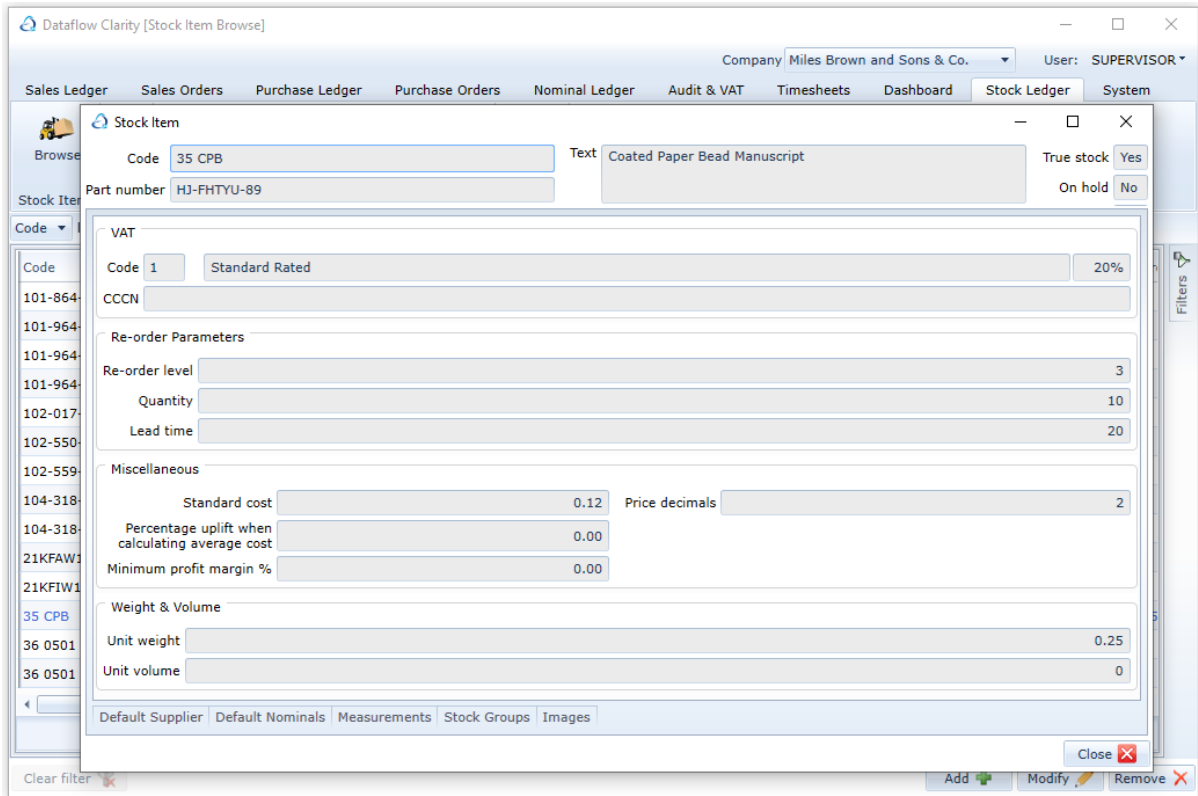 Dataflow Clarity [Stock Item Browse]
Company Miles Brown and Sons & Co. User: SUPERVISOR
Sales Ledger Sales Orders Purchase Ledger Purchase Orders Nominal Ledger Audit & VAT Timesheets Dashboard Stock Ledger System
Browse
Stock Item
Code 35 CPB
Text Coated Paper Bead Manuscript
True stock Yes
Part number HJ-FHTYU-89
On hold No
Code
VAT
Code 1 Standard Rated 20%
CCCN
Re-order Parameters
Re-order level 3
Quantity 10
Lead time 20
Miscellaneous
Standard cost 0.12 Price decimals 2
Percentage uplift when
calculating average cost 0.00
Minimum profit margin % 0.00
Weight & Volume
Unit weight 0.25
Unit volume 0
Default Supplier Default Nominals Measurements Stock Groups Images
Close
Code
101-864-
101-964-
101-964-
101-964-
102-017-
102-550-
102-559-
104-318-
104-318-
21KFAW1
21KFIW1
35 CPB
36 0501
36 0501
Filters
Clear filter Add Modify Remove